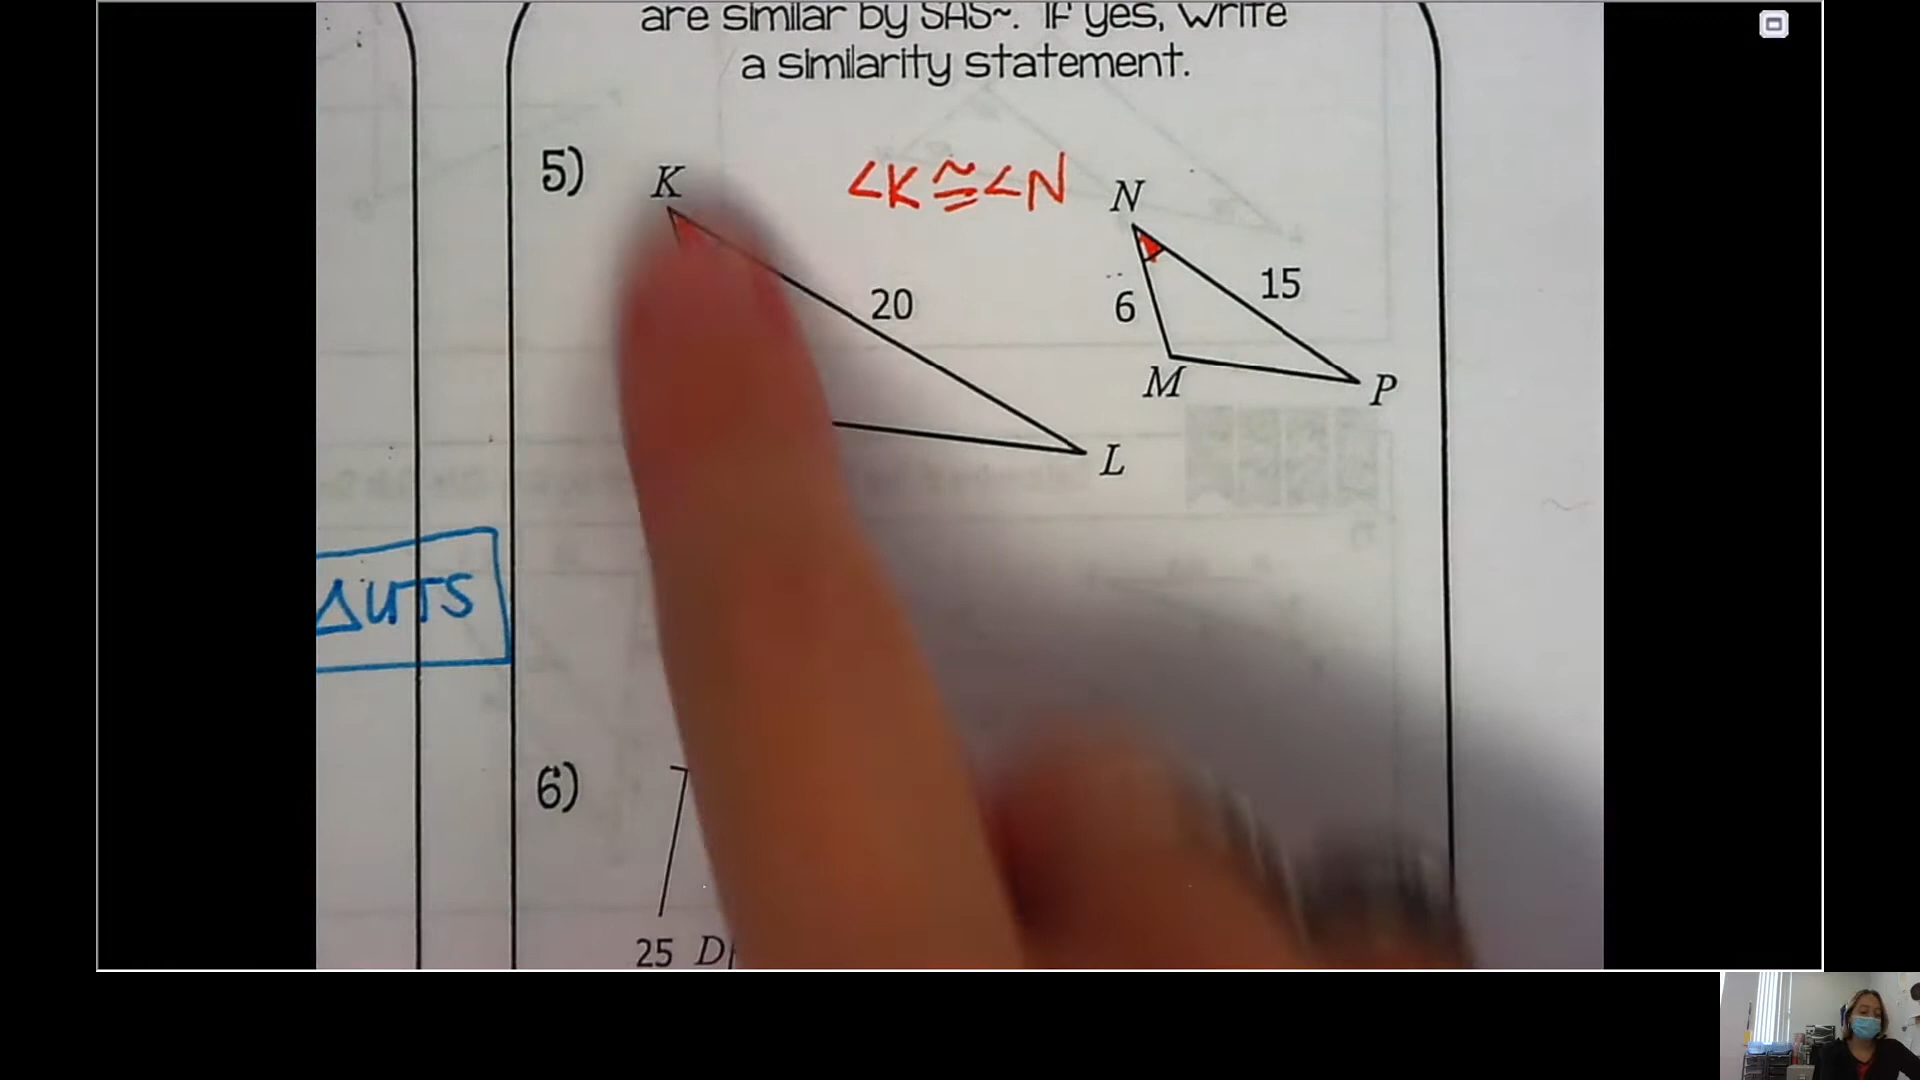 are similar by SAS~. If yes, write
a similarity statement.
5)
K
∠K≅∠N
N
20
6
15
M
P
L
ΔUTS
6)
25 D